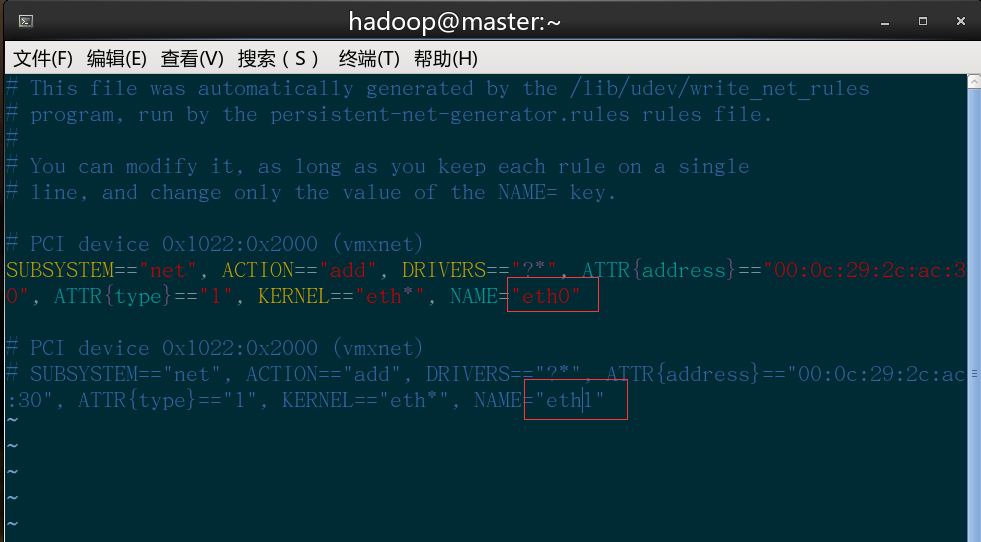 hadoop@master:~
文件(F) 编辑(E) 查看(V) 搜索（S） 终端(T) 帮助(H)
# This file was automatically generated by the /lib/udev/write_net_rules
# program, run by the persistent-net-generator.rules rules file.
#
# You can modify it, as long as you keep each rule on a single
# line, and change only the value of the NAME= key.
# PCI device 0x1022:0x2000 (vmxnet)
SUBSYSTEM=="net", ACTION=="add", DRIVERS=="?*", ATTR{address}=="00:0c:29:2c:ac:3
0", ATTR{type}=="1", KERNEL=="eth*", NAME="eth0"
# PCI device 0x1022:0x2000 (vmxnet)
# SUBSYSTEM=="net", ACTION=="add", DRIVERS=="?*", ATTR{address}=="00:0c:29:2c:ac
:30", ATTR{type}=="1", KERNEL=="eth*", NAME="eth1"
~
~
~
~
~